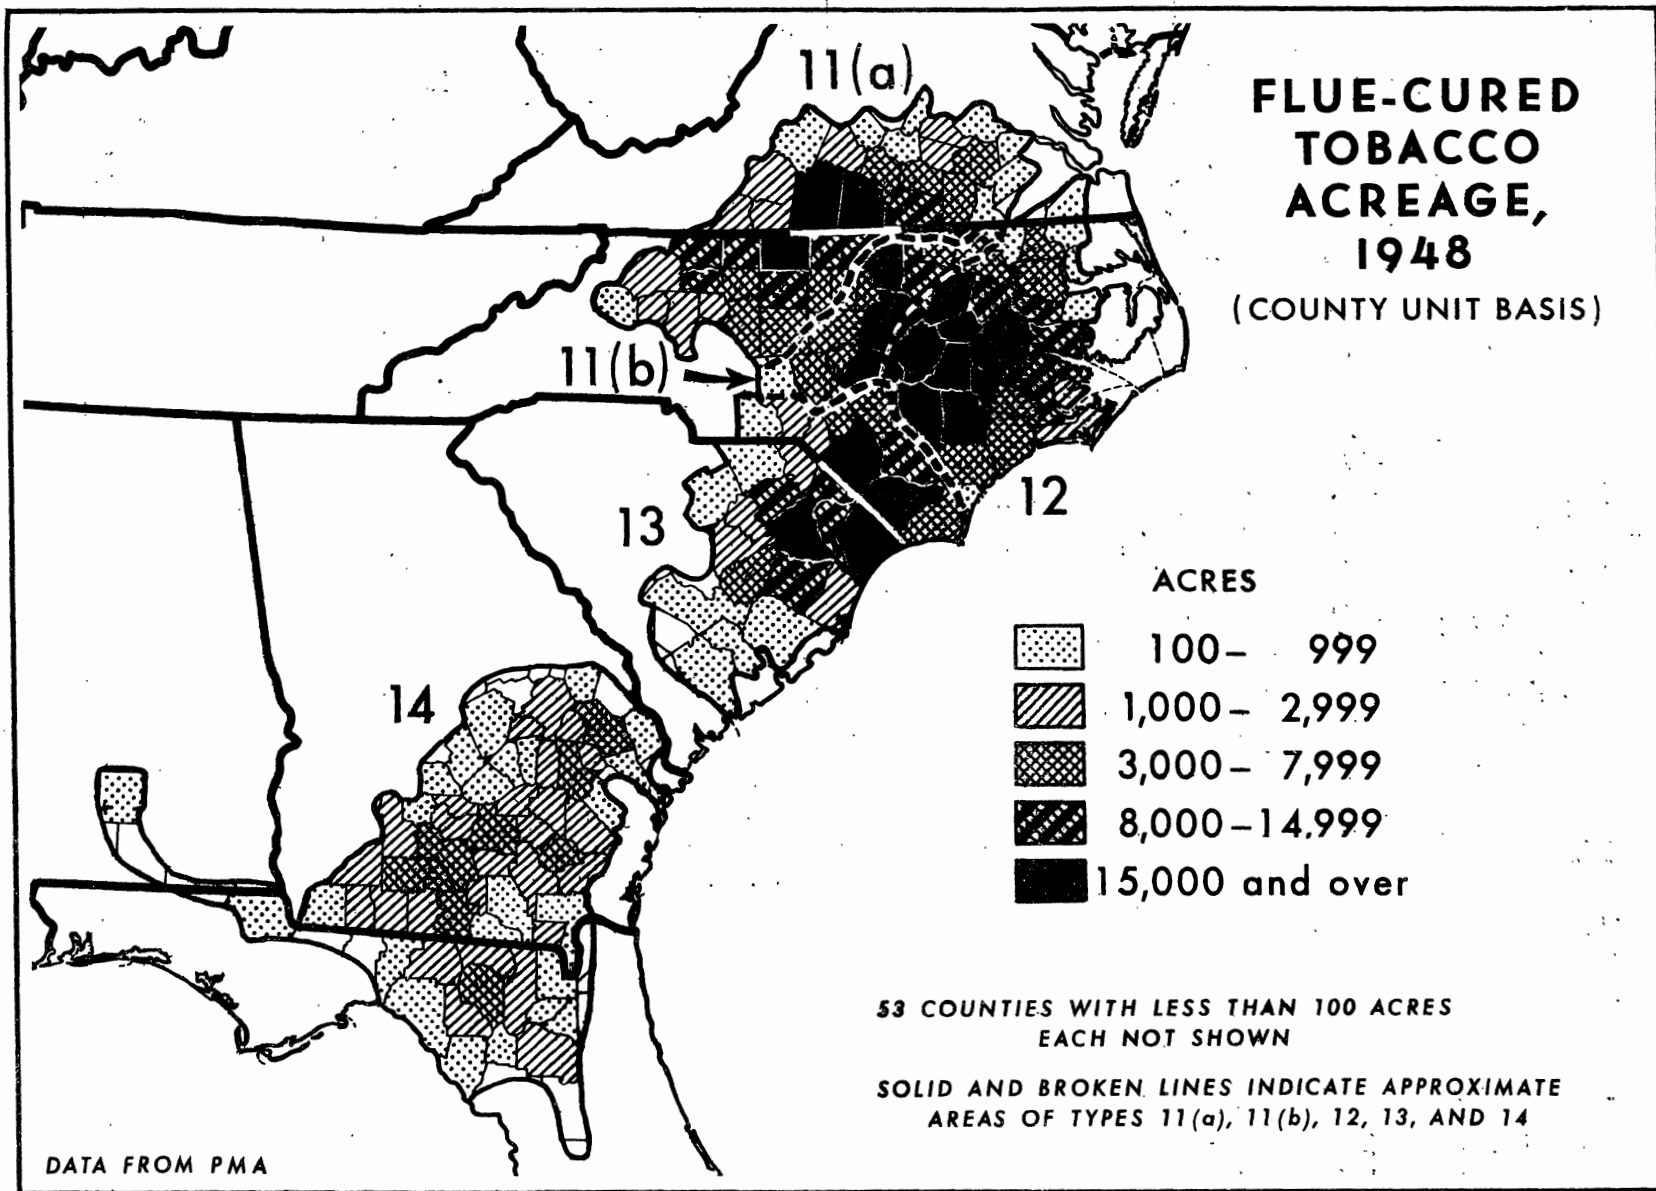 11(a)
FLUE-CURED
TOBACCO
ACREAGE,
1948
(COUNTY UNIT BASIS)
11(b)
12
13
14
ACRES
100– 999
1,000– 2,999
3,000– 7,999
8,000–14,999
15,000 and over
53 COUNTIES WITH LESS THAN 100 ACRES
EACH NOT SHOWN
SOLID AND BROKEN LINES INDICATE APPROXIMATE
AREAS OF TYPES 11(a), 11(b), 12, 13, AND 14
DATA FROM PMA